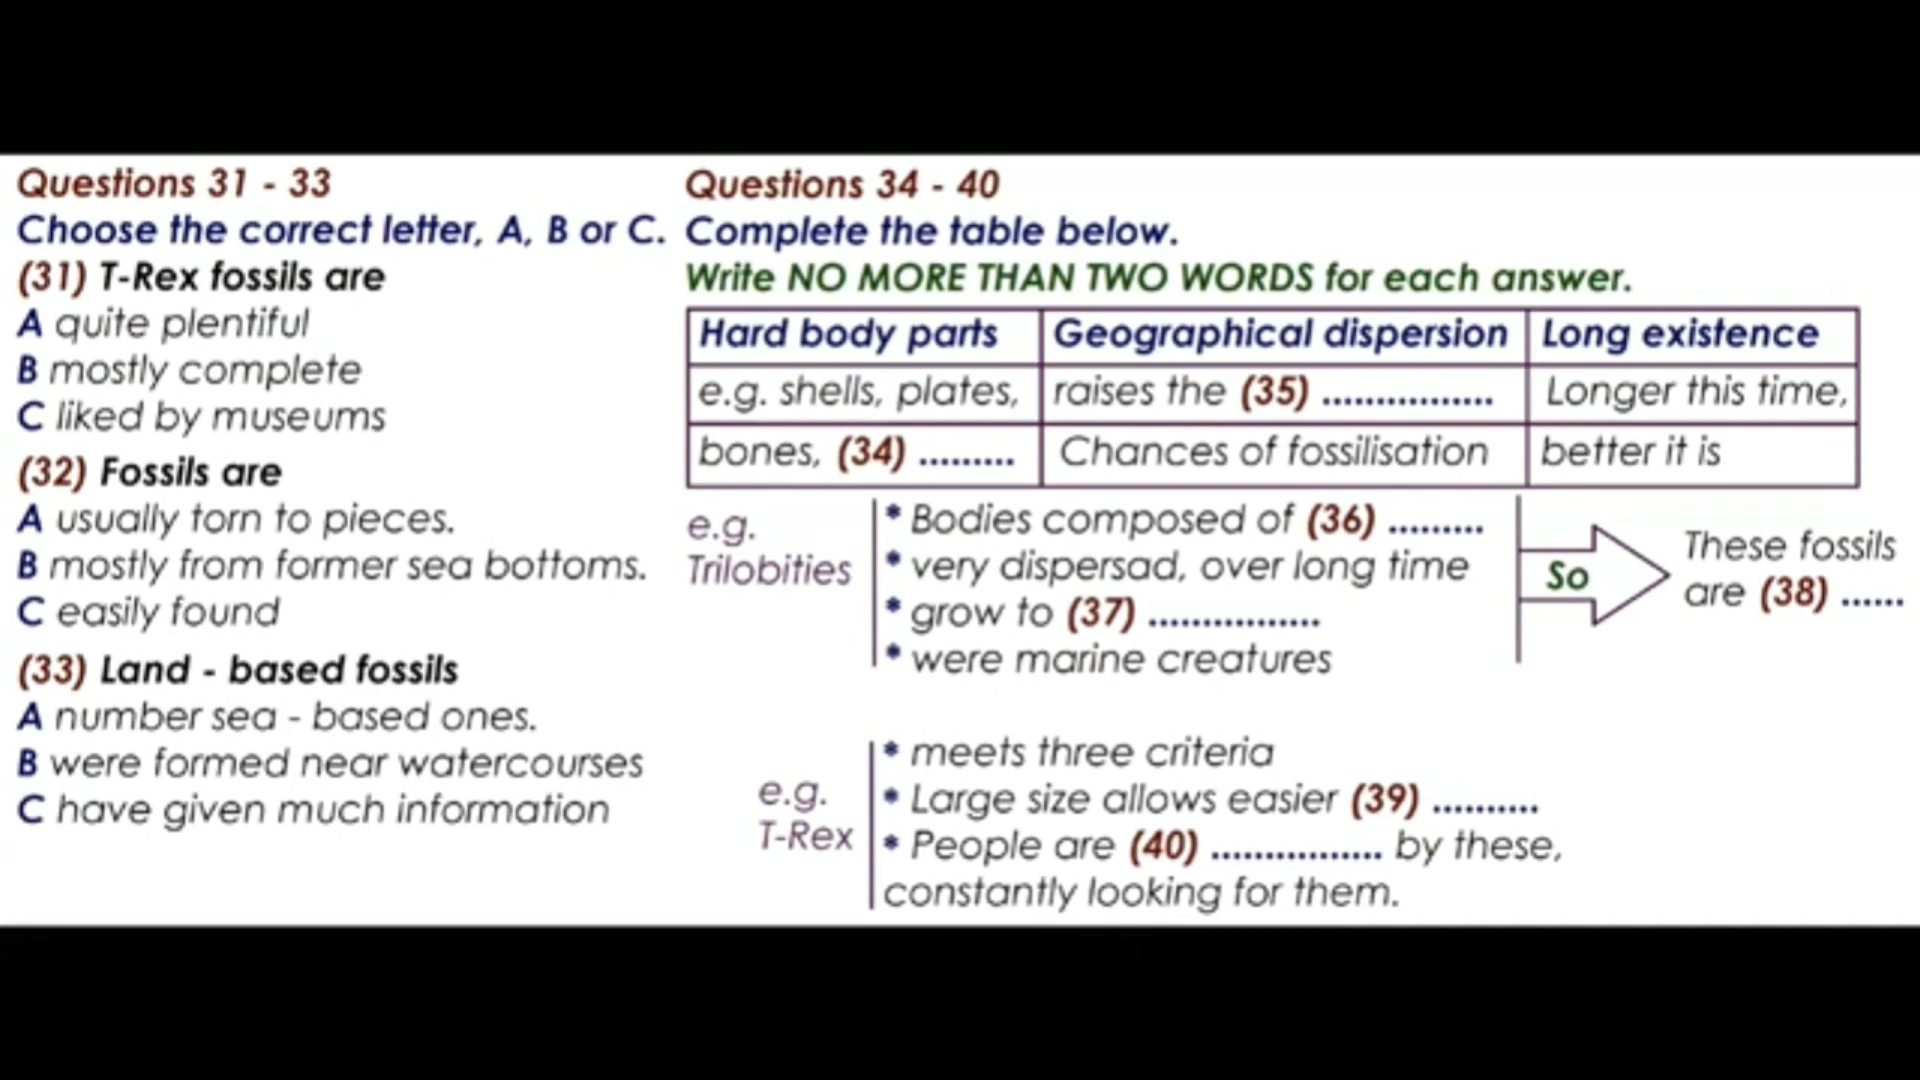 Questions 31 - 33
Choose the correct letter, A, B or C.
(31) T-Rex fossils are
A quite plentiful
B mostly complete
C liked by museums
(32) Fossils are
A usually torn to pieces.
B mostly from former sea bottoms.
C easily found
(33) Land - based fossils
A number sea - based ones.
B were formed near watercourses
C have given much information
Questions 34 - 40
Complete the table below.
Write NO MORE THAN TWO WORDS for each answer.
Hard body parts Geographical dispersion Long existence
e.g. shells, plates, raises the (35) ................. Longer this time,
bones, (34) ......... Chances of fossilisation better it is
e.g.
Trilobities
* Bodies composed of (36) .........
* very dispersad, over long time
* grow to (37) .................
* were marine creatures
So
These fossils
are (38) ......
e.g.
T-Rex
* meets three criteria
* Large size allows easier (39) ..........
* People are (40) ................. by these,
constantly looking for them.